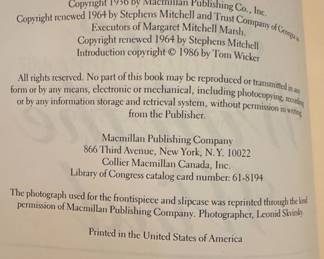 Copyright 1936 by Macmillan Publishing Co., Inc.
Copyright renewed 1964 by Stephens Mitchell and Trust Company of Georgia as
Executors of Margaret Mitchell Marsh.
Copyright renewed 1964 by Stephens Mitchell
Introduction copyright © 1986 by Tom Wicker
All rights reserved. No part of this book may be reproduced or transmitted in any
form or by any means, electronic or mechanical, including photocopying, recording
or by any information storage and retrieval system, without permission in writing
from the Publisher.
Macmillan Publishing Company
866 Third Avenue, New York, N.Y. 10022
Collier Macmillan Canada, Inc.
Library of Congress catalog card number: 61-8194
The photograph used for the frontispiece and slipcase was reprinted through the kind
permission of Macmillan Publishing Company. Photographer, Leonid
Printed in the United States of America